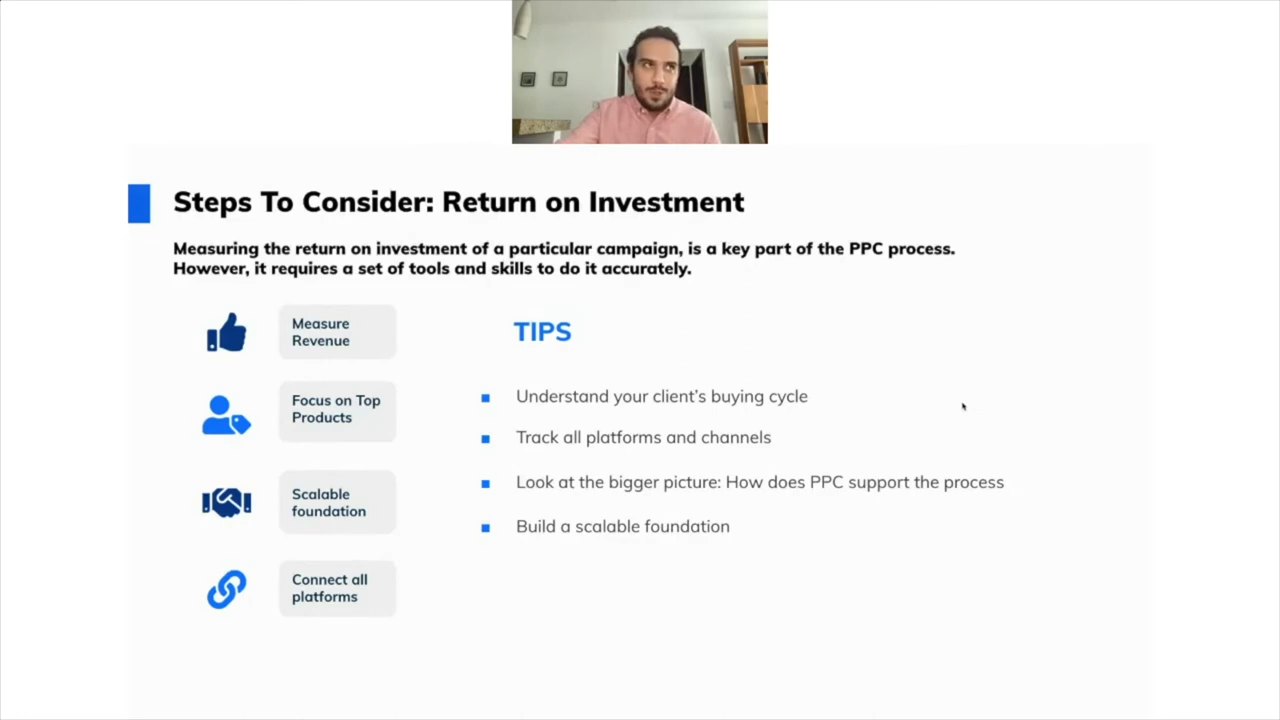 Steps To Consider: Return on Investment
Measuring the return on investment of a particular campaign, is a key part of the PPC process.
However, it requires a set of tools and skills to do it accurately.
Measure
Revenue
Focus on Top
Products
Scalable
foundation
Connect all
platforms
TIPS
Understand your client's buying cycle
Track all platforms and channels
Look at the bigger picture: How does PPC support the process
Build a scalable foundation